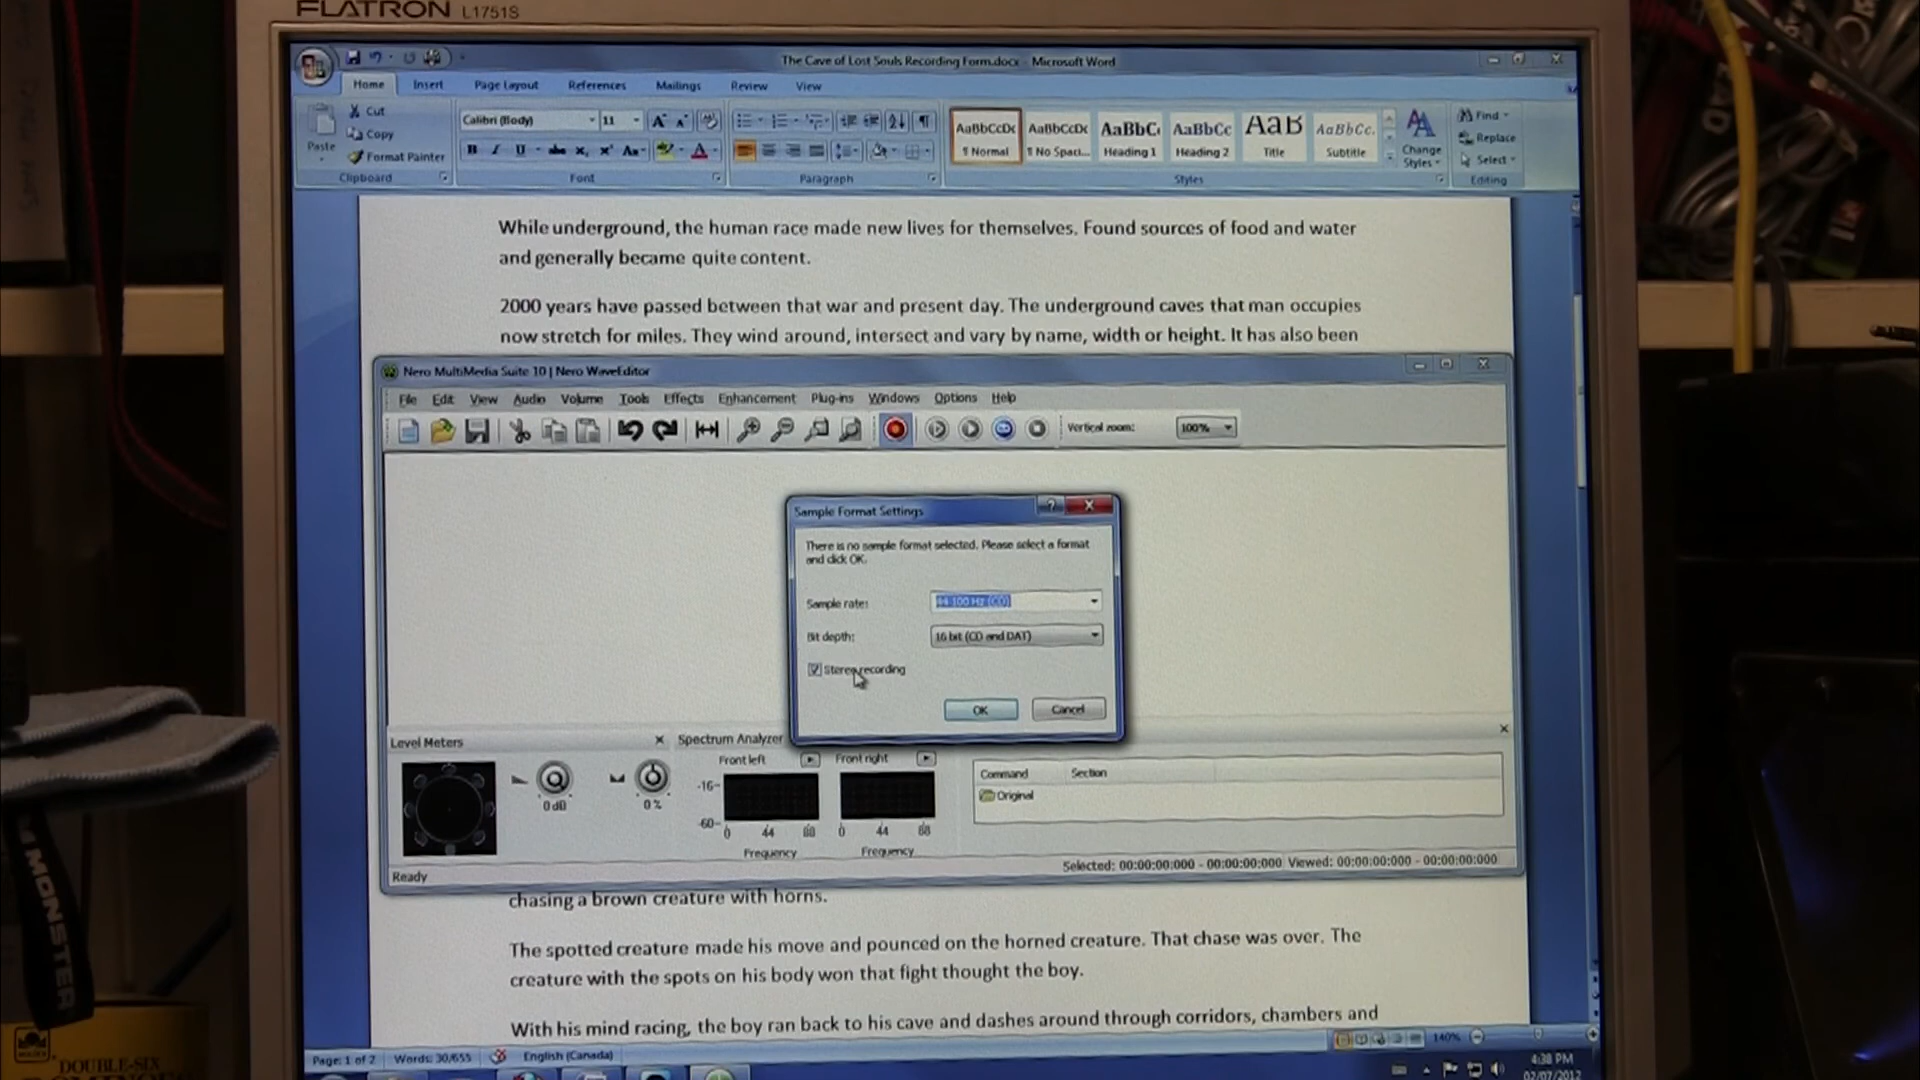 FLATRON L1751S
The Cave of Lost Souls Recording Form.docx - Microsoft Word
Home Insert Page Layout References Mailings Review View
Cut
Copy
Format Painter
Paste
Clipboard
Calibri (Body) 11
B I U abc X₂ X² Aa A
Font
Paragraph
AaBbCcDc AaBbCcDc AaBbC AaBbCc AaB AaBbCc.
¶ Normal ¶ No Spaci... Heading 1 Heading 2 Title Subtitle
Change
Styles
Styles
Find
Replace
Select
Editing
While underground, the human race made new lives for themselves. Found sources of food and water
and generally became quite content.
2000 years have passed between that war and present day. The underground caves that man occupies
now stretch for miles. They wind around, intersect and vary by name, width or height. It has also been
Nero MultiMedia Suite 10 | Nero WaveEditor
File Edit View Audio Volume Tools Effects Enhancement Plug-ins Windows Options Help
Vertical zoom: 100%
Sample Format Settings
There is no sample format selected. Please select a format
and click OK.
Sample rate: 44 100 Hz (CD)
Bit depth: 16 bit (CD and DAT)
Stereo recording
OK Cancel
Level Meters
0 dB
0 %
Spectrum Analyzer
Front left Front right
-16
-60
0 44 88 0 44 88
Frequency Frequency
Command Section
Original
Selected: 00:00:00:000 - 00:00:00:000 Viewed: 00:00:00:000 - 00:00:00:000
Ready
chasing a brown creature with horns.
The spotted creature made his move and pounced on the horned creature. That chase was over. The
creature with the spots on his body won that fight thought the boy.
With his mind racing, the boy ran back to his cave and dashes around through corridors, chambers and
Page: 1 of 2 Words: 30/655 English (Canada) 140%
4:38 PM
02/07/2012
MONSTER
DOUBLE-SIX